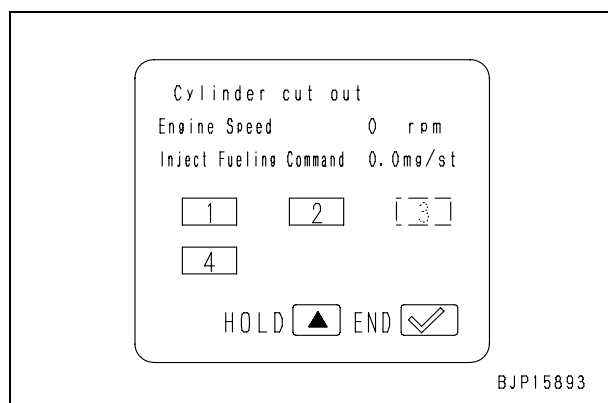 Cylinder cut out
Engine Speed 0 rpm
Inject Fueling Command 0.0mg/st
1 2 3
4
HOLD ▲ END ✓
BJP15893